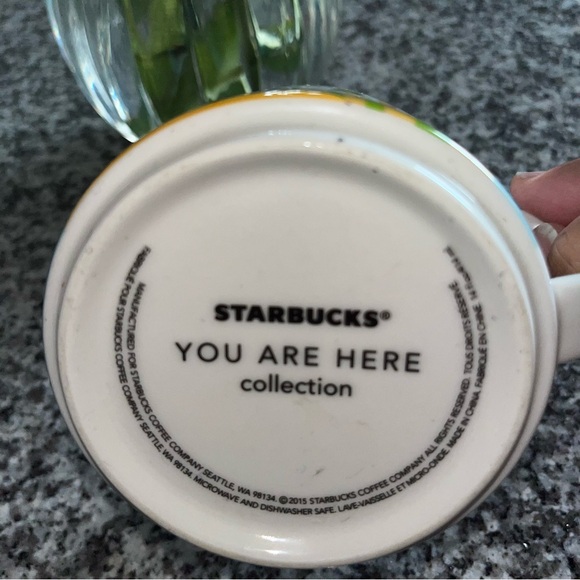 STARBUCKS®
YOU ARE HERE
collection
MANUFACTURED FOR STARBUCKS COFFEE COMPANY SEATTLE, WA 98134. ©2015 STARBUCKS COFFEE COMPANY. ALL RIGHTS RESERVED. TOUS DROITS RÉSERVÉ.
FABRIQUÉ POUR STARBUCKS COFFEE COMPANY SEATTLE, WA 98134. MICROWAVE AND DISHWASHER SAFE. LAVE-VAISSELLE ET MICRO-ONDE. MADE IN CHINA. FABRIQUÉ EN CHINE.